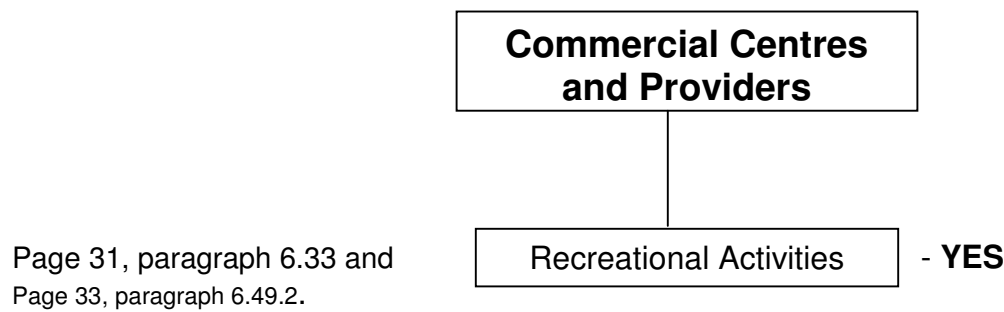 Commercial Centres
and Providers
Page 31, paragraph 6.33 and
Page 33, paragraph 6.49.2.
Recreational Activities
- YES